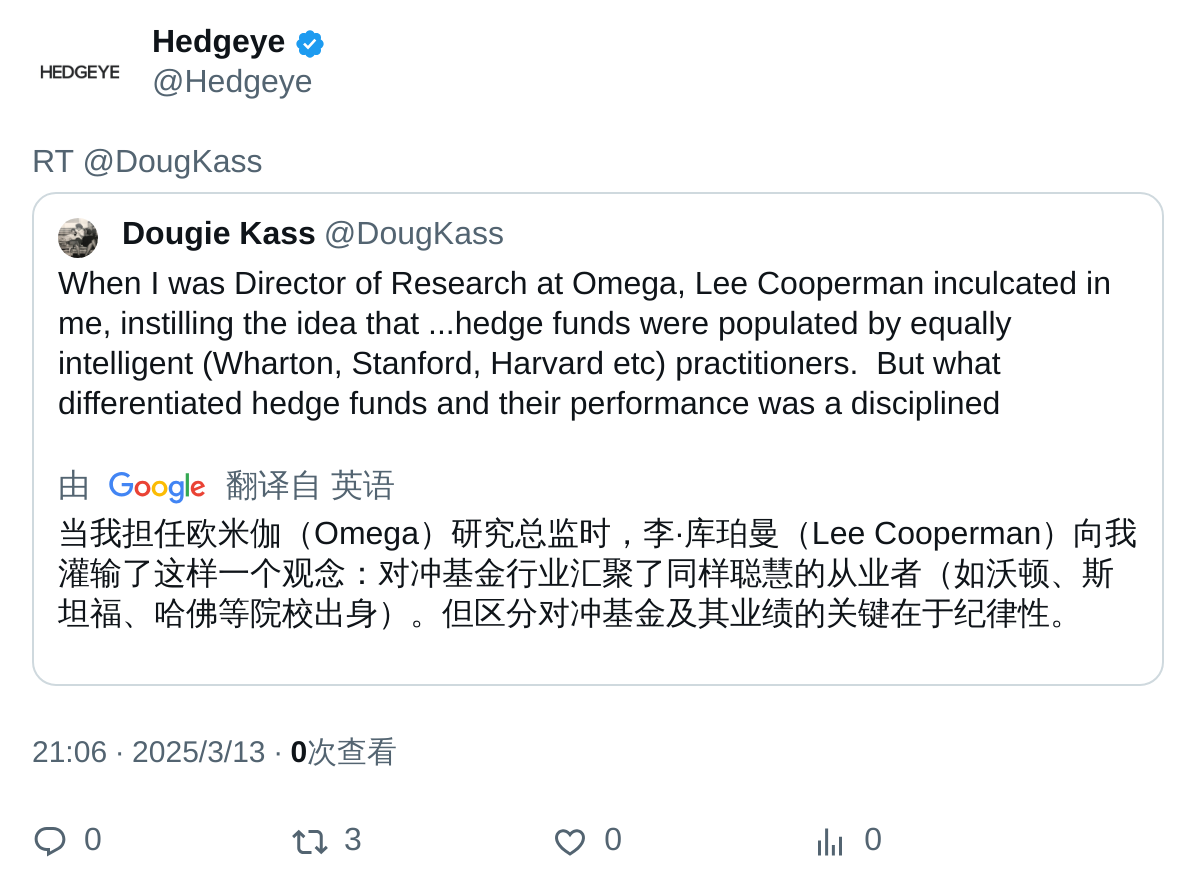 Hedgeye
HEDGEYE
@Hedgeye
RT @DougKass
Dougie Kass @DougKass
When I was Director of Research at Omega, Lee Cooperman inculcated in
me, instilling the idea that ...hedge funds were populated by equally
intelligent (Wharton, Stanford, Harvard etc) practitioners.  But what
differentiated hedge funds and their performance was a disciplined
由 Google 翻译自 英语
当我担任欧米伽（Omega）研究总监时，李·库珀曼（Lee Cooperman）向我
灌输了这样一个观念：对冲基金行业汇聚了同样聪慧的从业者（如沃顿、斯
坦福、哈佛等院校出身）。但区分对冲基金及其业绩的关键在于纪律性。
21:06 · 2025/3/13 · 0次查看
0 3 0 0